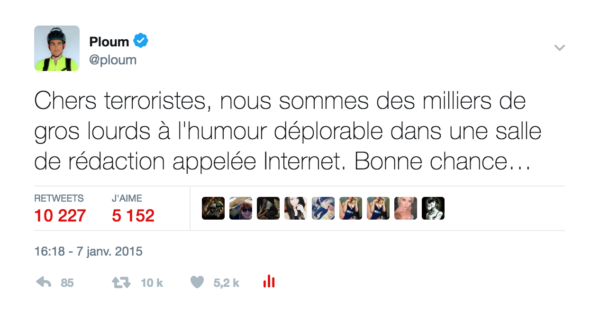 Ploum
@ploum
Chers terroristes, nous sommes des milliers de
gros lourds à l'humour déplorable dans une salle
de rédaction appelée Internet. Bonne chance…
RETWEETS J'AIME
10 227 5 152
16:18 - 7 janv. 2015
85 10 k 5,2 k